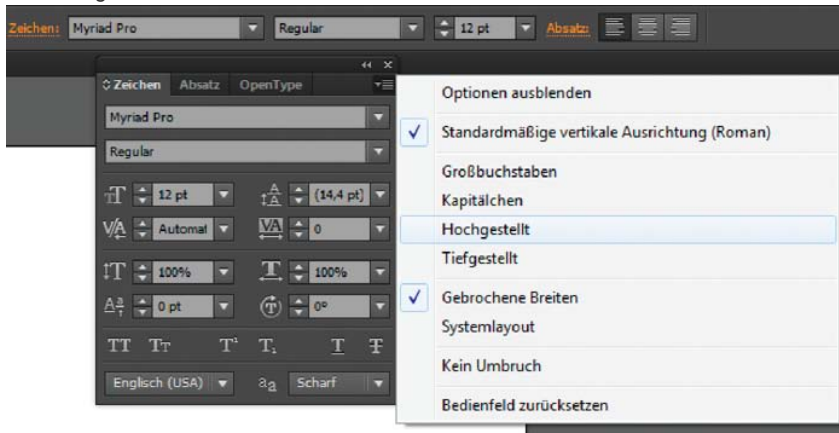 Zeichen: Myriad Pro Regular 12 pt Absatz:
Zeichen Absatz OpenType
Myriad Pro
Regular
12 pt (14,4 pt)
Automat 0
100% 100%
0 pt 0°
TT Tт T¹ T₁ T Ŧ
Englisch (USA) aa Scharf
Optionen ausblenden
Standardmäßige vertikale Ausrichtung (Roman)
Großbuchstaben
Kapitälchen
Hochgestellt
Tiefgestellt
Gebrochene Breiten
Systemlayout
Kein Umbruch
Bedienfeld zurücksetzen